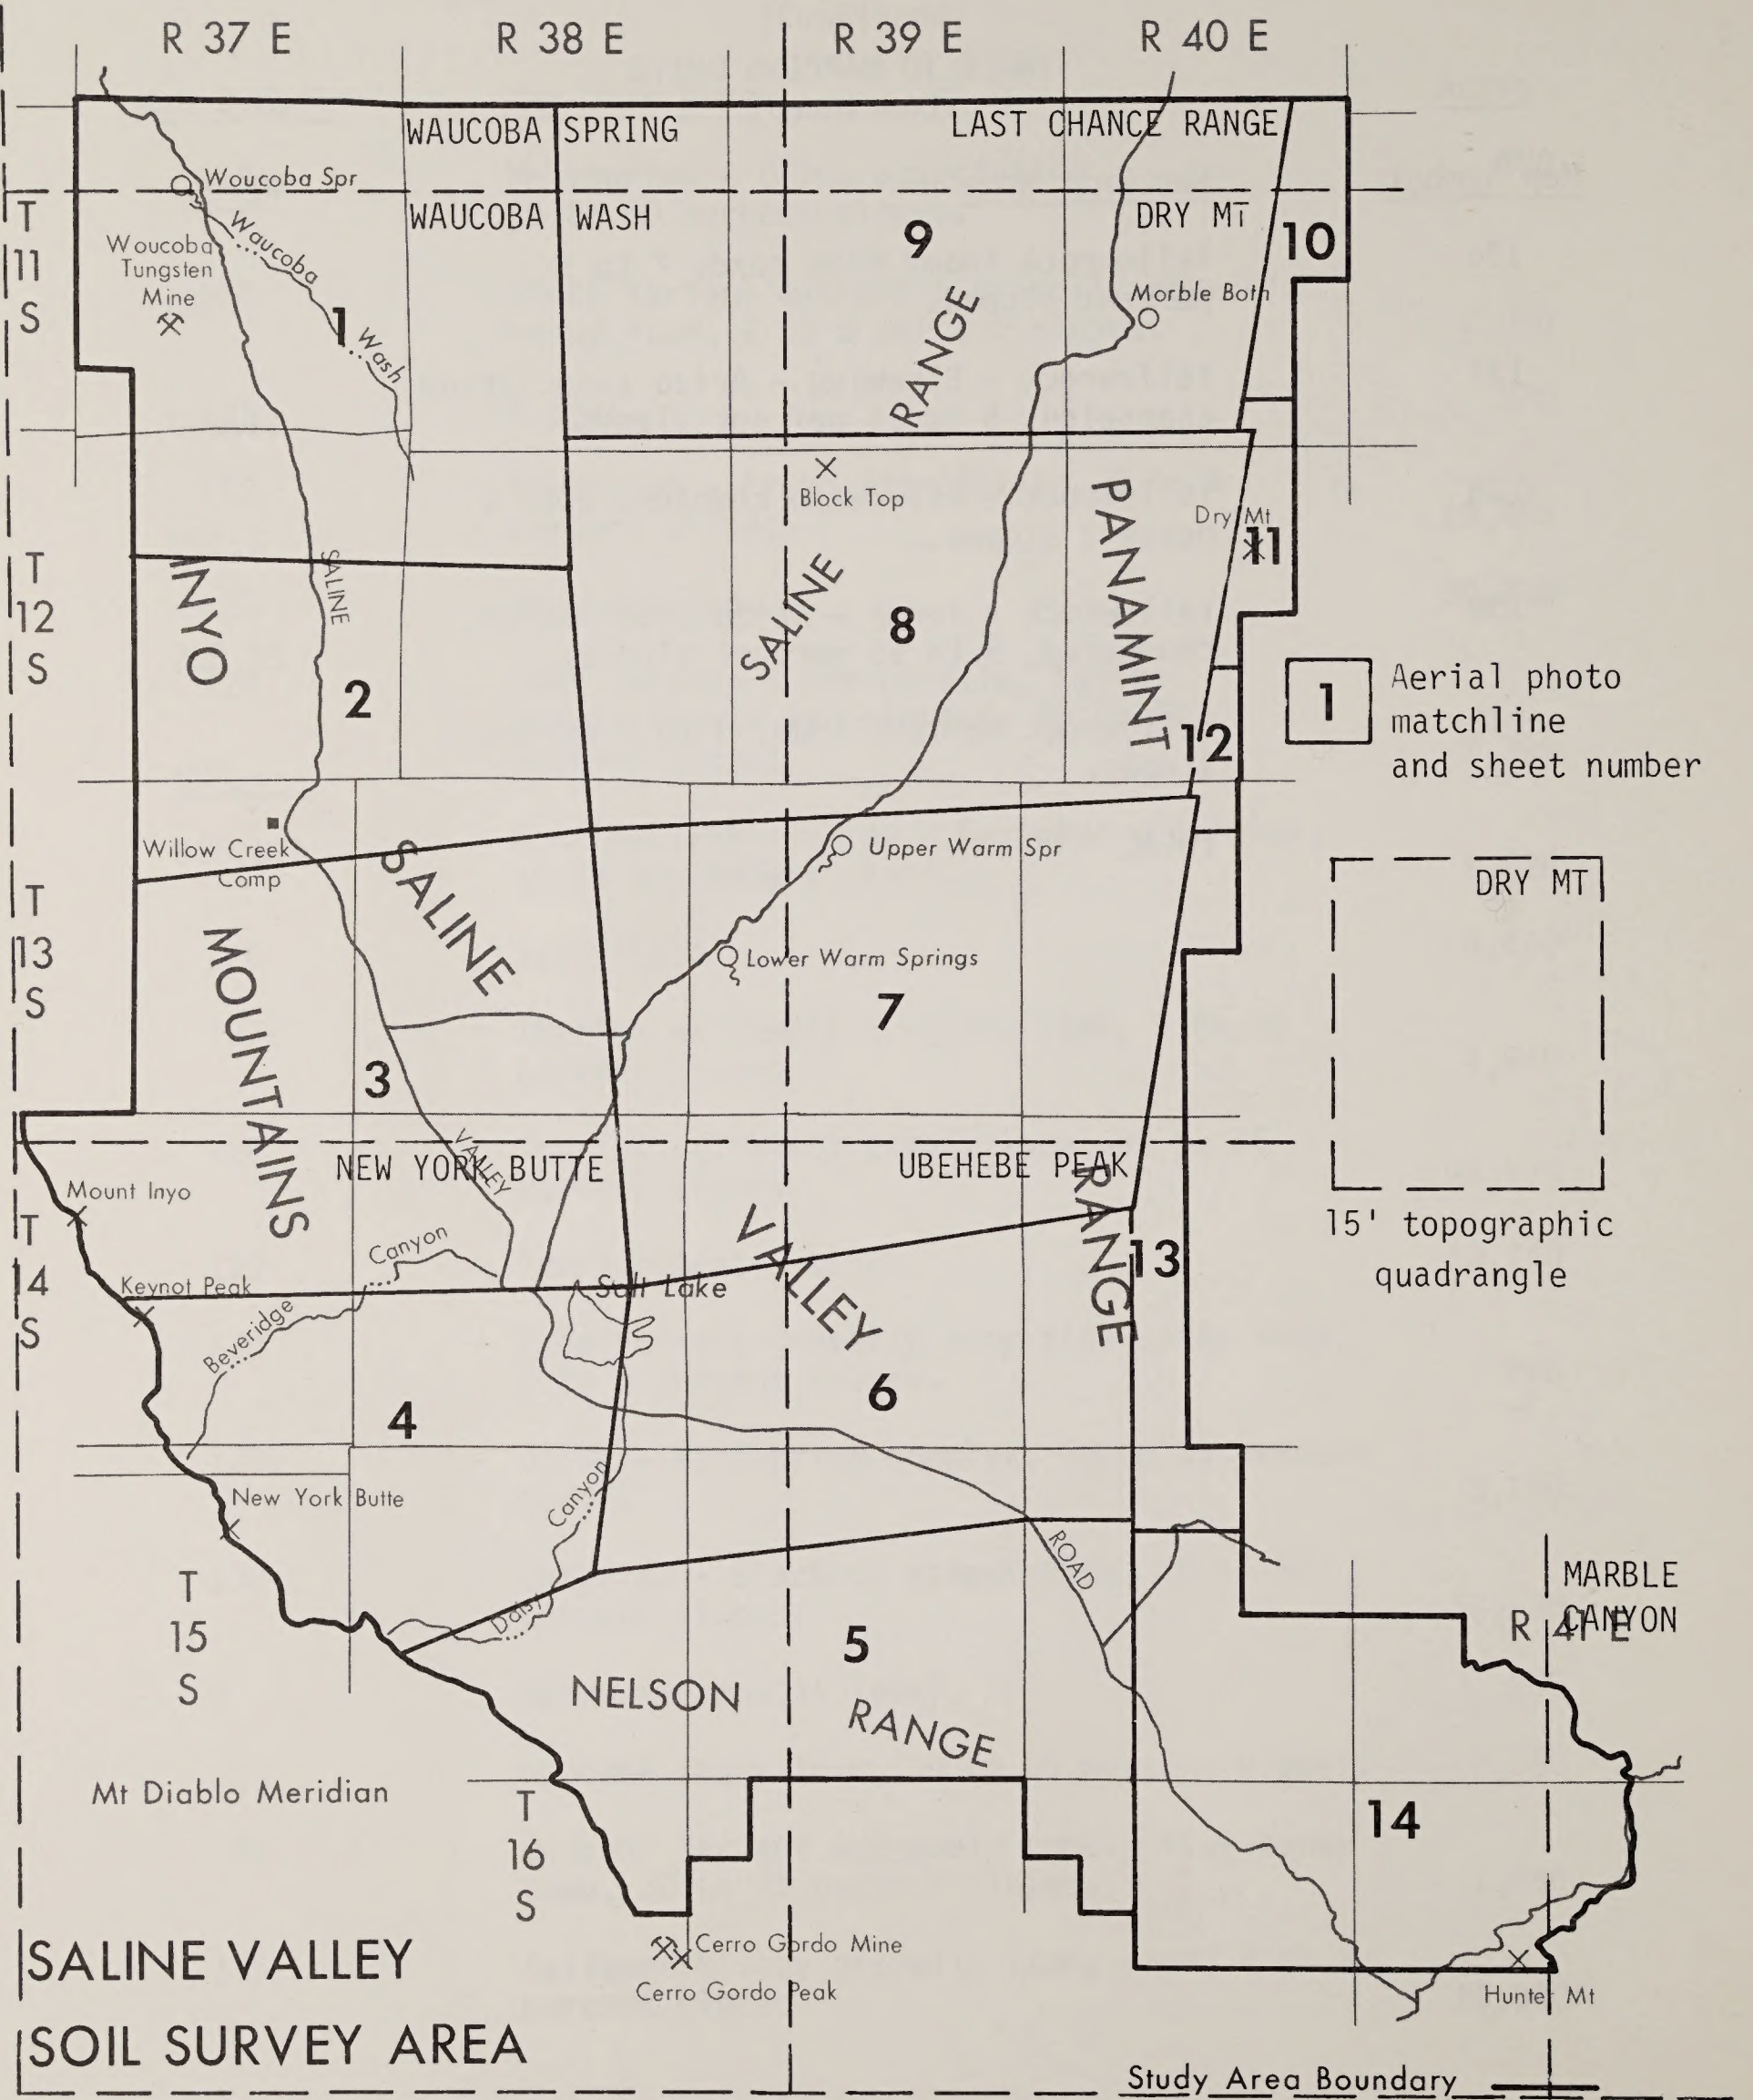 R 37 E R 38 E R 39 E R 40 E
WAUCOBA SPRING LAST CHANCE RANGE
Woucoba Spr
WAUCOBA WASH DRY MT
T
11
S
Waucoba
Wash
Woucoba
Tungsten
Mine
1
9
10
Morble Both
RANGE
Block Top
PANAMINT
Dry Mt
11
T
12
S
INYO
SALINE
SALINE
8
2
12
1
Aerial photo
matchline
and sheet number
Willow Creek
Comp
SALINE
Upper Warm Spr
DRY MT
T
13
S
MOUNTAINS
Lower Warm Springs
7
3
VALLEY
NEW YORK BUTTE UBEHEBE PEAK
Mount Inyo
RANGE
15' topographic
quadrangle
T
14
S
Canyon
VALLEY
13
Keynot Peak
Salt Lake
Beveridge
6
4
New York Butte
Canyon
Daisy
ROAD
MARBLE
CANYON
R 41 E
T
15
S
5
NELSON
RANGE
Mt Diablo Meridian
T
16
S
14
Cerro Gordo Mine
Cerro Gordo Peak
Hunter Mt
SALINE VALLEY
SOIL SURVEY AREA
Study Area Boundary